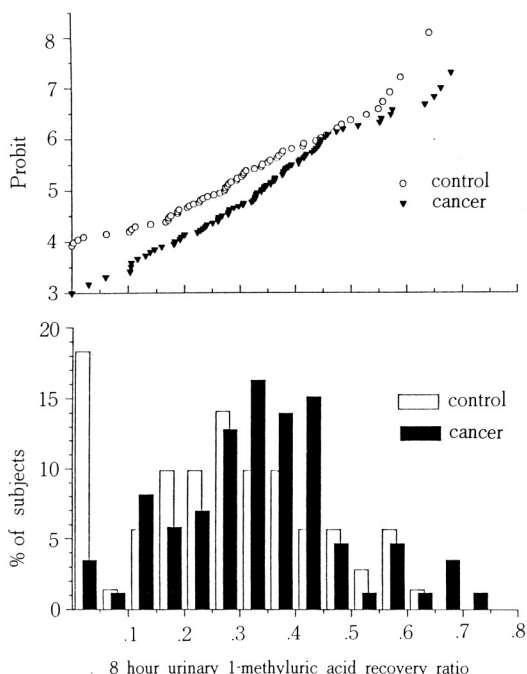 8
7
6
5
4
3
Probit
control
cancer
20
15
10
5
0
% of subjects
control
cancer
.1 .2 .3 .4 .5 .6 .7 .8
. 8 hour urinary 1-methyluric acid recovery ratio